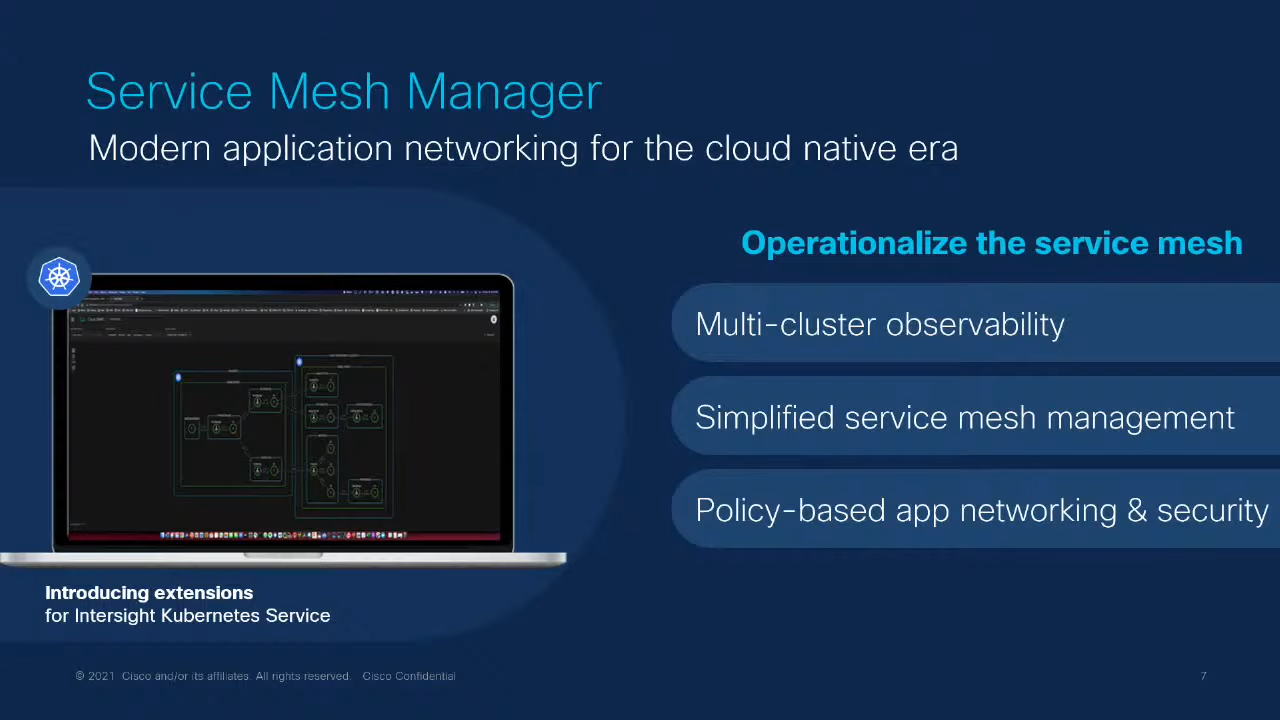 Service Mesh Manager
Modern application networking for the cloud native era
Operationalize the service mesh
Multi-cluster observability
Simplified service mesh management
Policy-based app networking & security
Introducing extensions
for Intersight Kubernetes Service
© 2021 Cisco and/or its affiliates. All rights reserved. Cisco Confidential
7